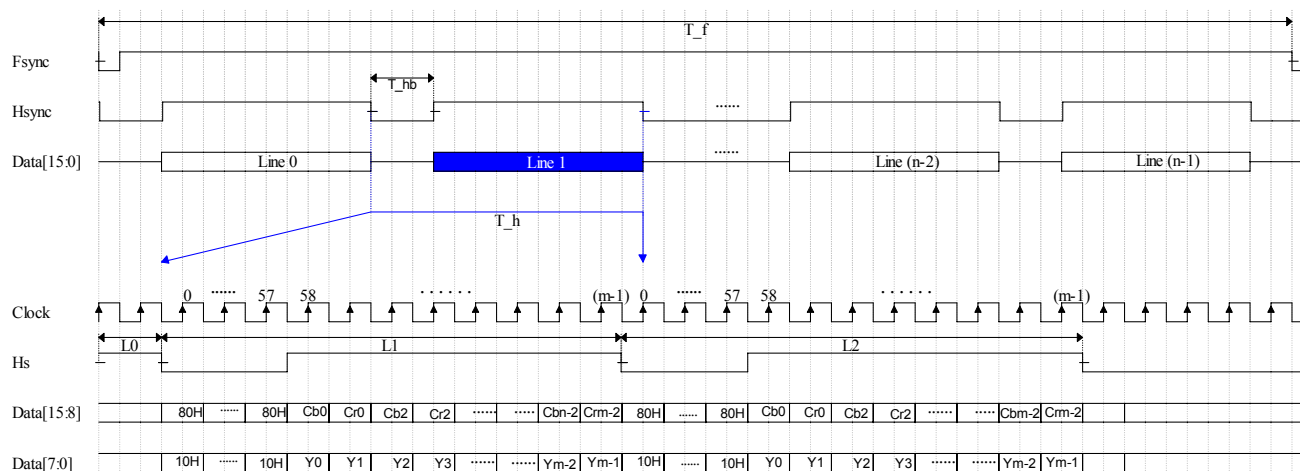 T_f
Fsync
T_hb
Hsync ......
Data[15:0] Line 0 Line 1 ...... Line (n-2) Line (n-1)
T_h
0 ...... 57 58 . . . . . . (m-1) 0 ...... 57 58 . . . . . . (m-1)
Clock
L0 L1 L2
Hs
Data[15:8] 80H ...... 80H Cb0 Cr0 Cb2 Cr2 ...... ...... Cbn-2 Crm-2 80H ...... 80H Cb0 Cr0 Cb2 Cr2 ...... ...... Cbm-2 Crm-2
Data[7:0] 10H ...... 10H Y0 Y1 Y2 Y3 ...... ...... Ym-2 Ym-1 10H ...... 10H Y0 Y1 Y2 Y3 ...... ...... Ym-2 Ym-1